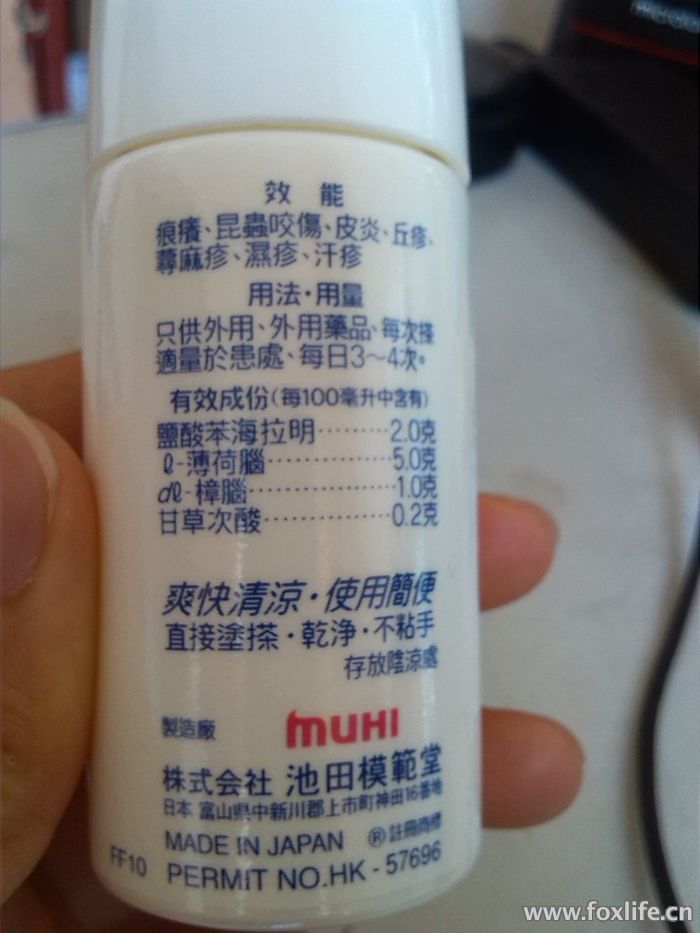 效 能
痕癢、昆蟲咬傷、皮炎、丘疹、
蕁麻疹、濕疹、汗疹
用法·用量
只供外用、外用藥品、每次搽
適量於患處、每日3～4次。
有效成份(每100毫升中含有)
鹽酸苯海拉明………2.0克
ℓ-薄荷腦……………5.0克
dℓ-樟腦………………1.0克
甘草次酸……………0.2克
爽快清涼·使用簡便
直接塗搽·乾淨·不粘手
存放陰涼處
製造廠 MUHI
株式会社 池田模範堂
日本 富山県中新川郡上市町神田16番地
MADE IN JAPAN ®註冊商標
FF10 PERMIT NO.HK - 57696
www.foxlife.cn